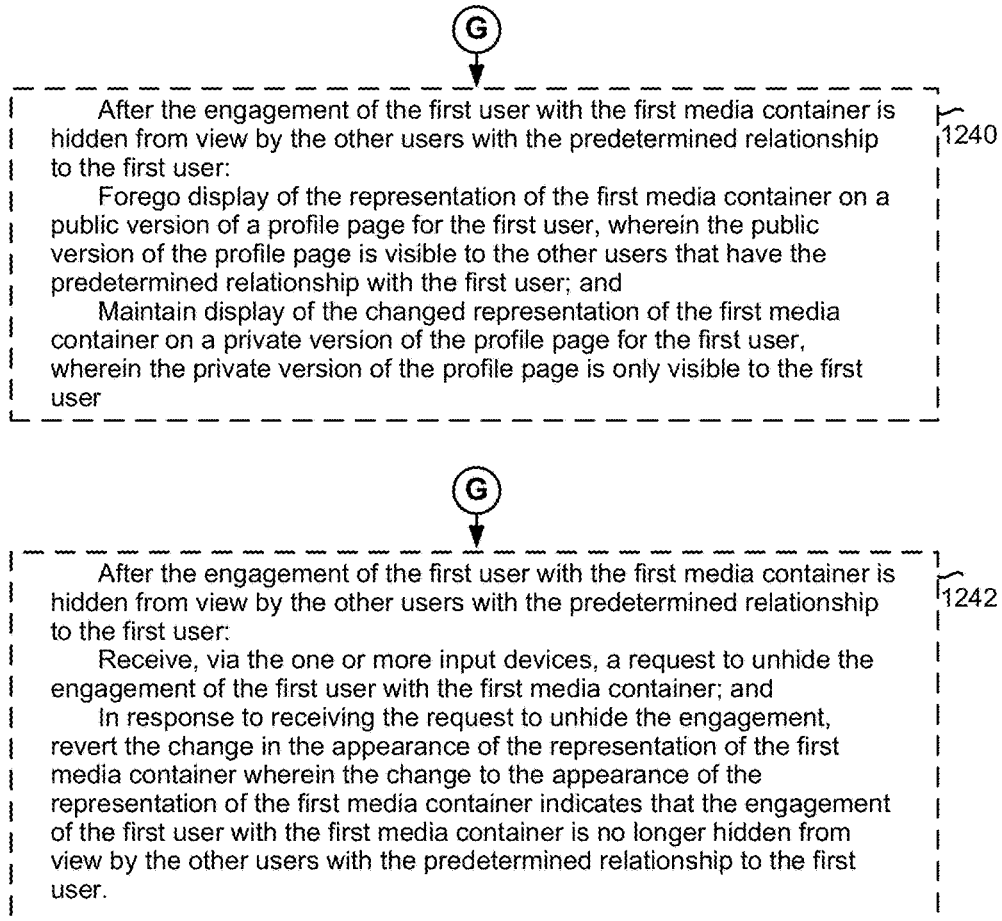 G
After the engagement of the first user with the first media container is
hidden from view by the other users with the predetermined relationship
to the first user:
Forego display of the representation of the first media container on a
public version of a profile page for the first user, wherein the public
version of the profile page is visible to the other users that have the
predetermined relationship with the first user; and
Maintain display of the changed representation of the first media
container on a private version of the profile page for the first user,
wherein the private version of the profile page is only visible to the first
user
1240
G
After the engagement of the first user with the first media container is
hidden from view by the other users with the predetermined relationship
to the first user:
Receive, via the one or more input devices, a request to unhide the
engagement of the first user with the first media container; and
In response to receiving the request to unhide the engagement,
revert the change in the appearance of the representation of the first
media container wherein the change to the appearance of the
representation of the first media container indicates that the engagement
of the first user with the first media container is no longer hidden from
view by the other users with the predetermined relationship to the first
user.
1242